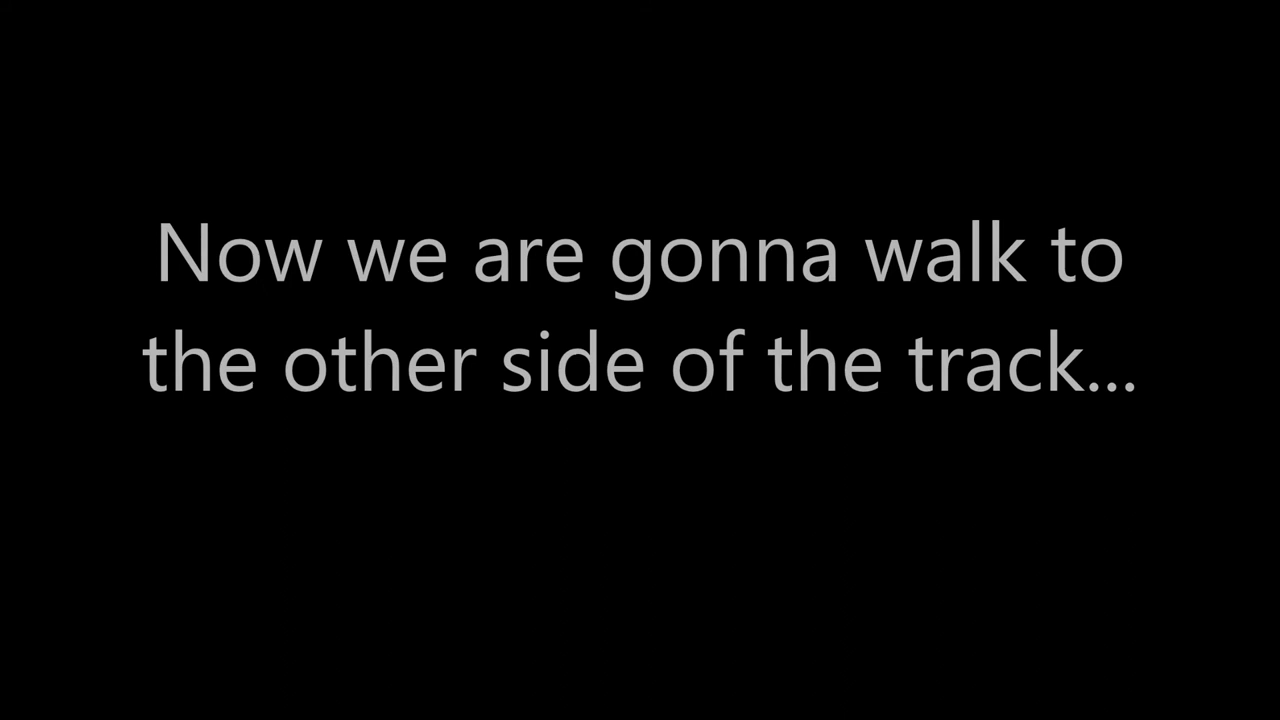 Now we are gonna walk to
the other side of the track...